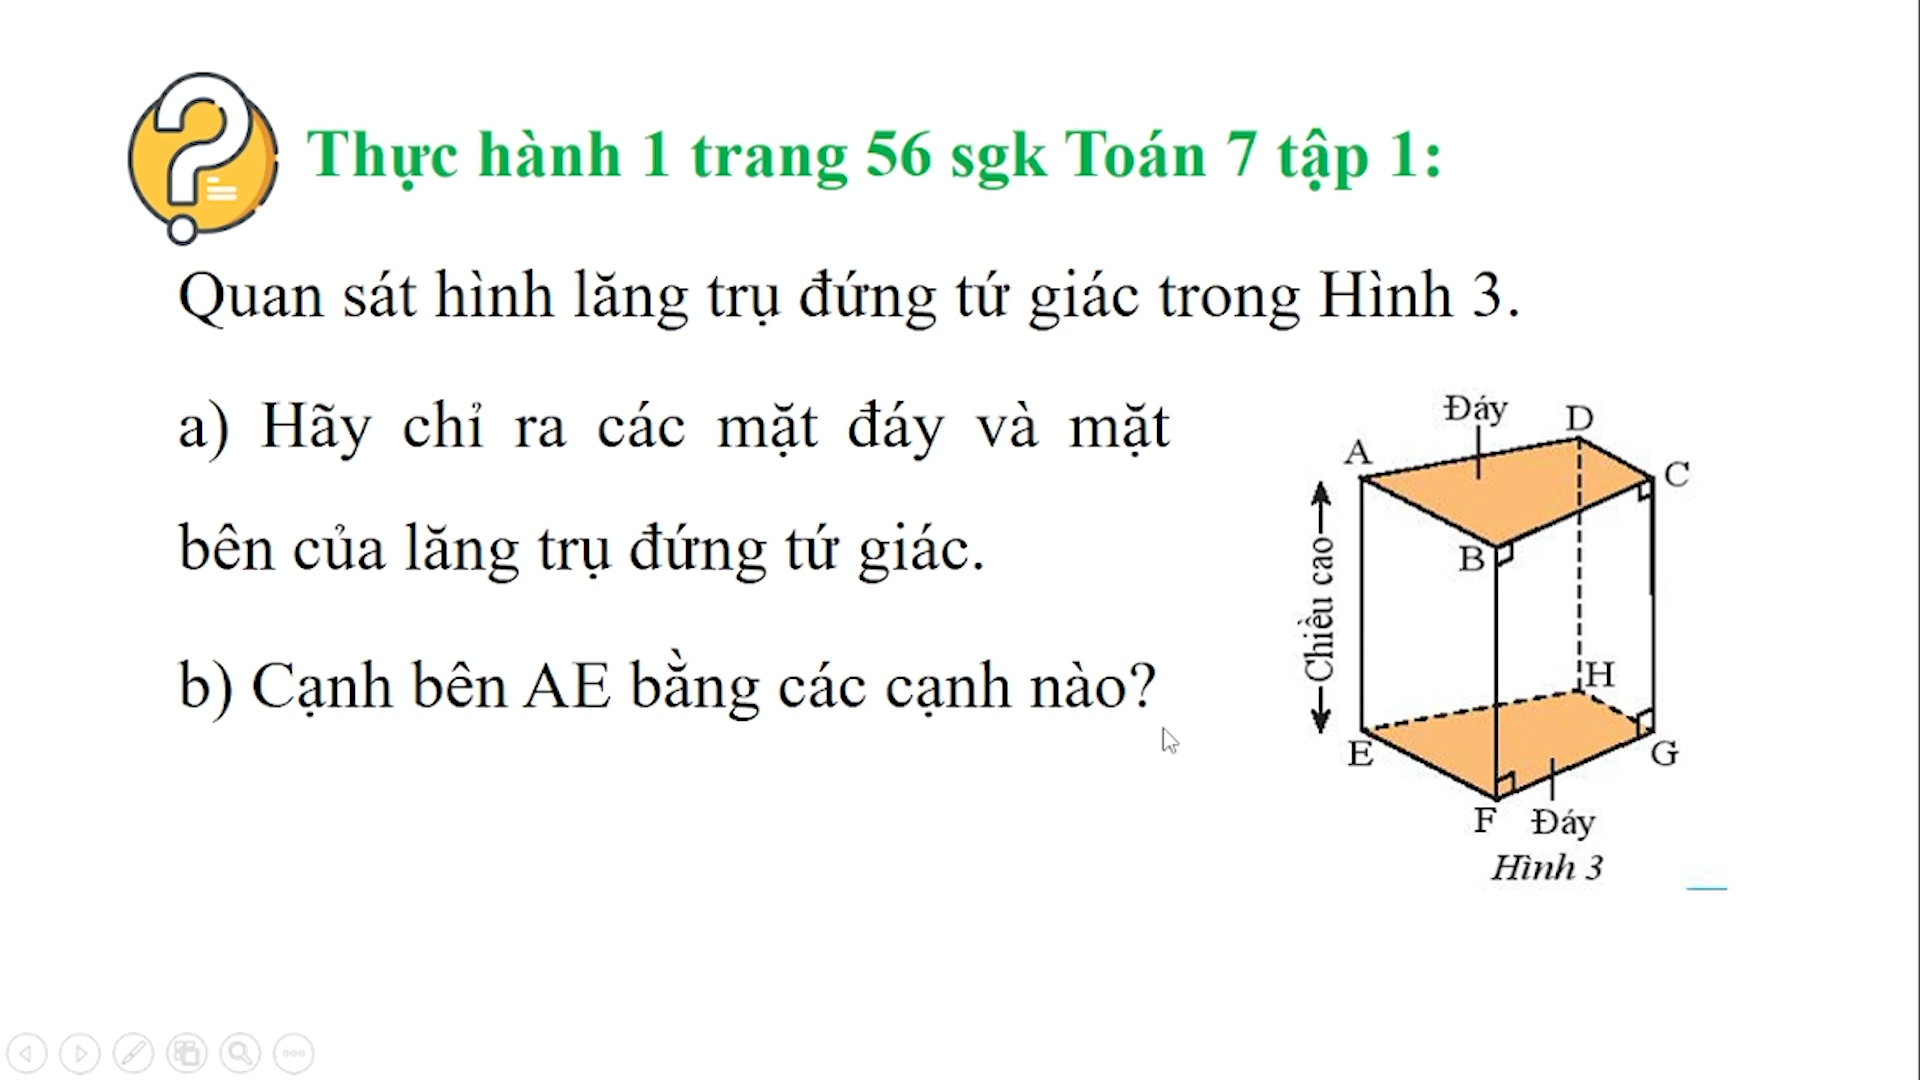 Thực hành 1 trang 56 sgk Toán 7 tập 1:
Quan sát hình lăng trụ đứng tứ giác trong Hình 3.
a) Hãy chỉ ra các mặt đáy và mặt
bên của lăng trụ đứng tứ giác.
b) Cạnh bên AE bằng các cạnh nào?
Đáy
D
A
C
B
Chiều cao
H
E
G
F
Đáy
Hình 3